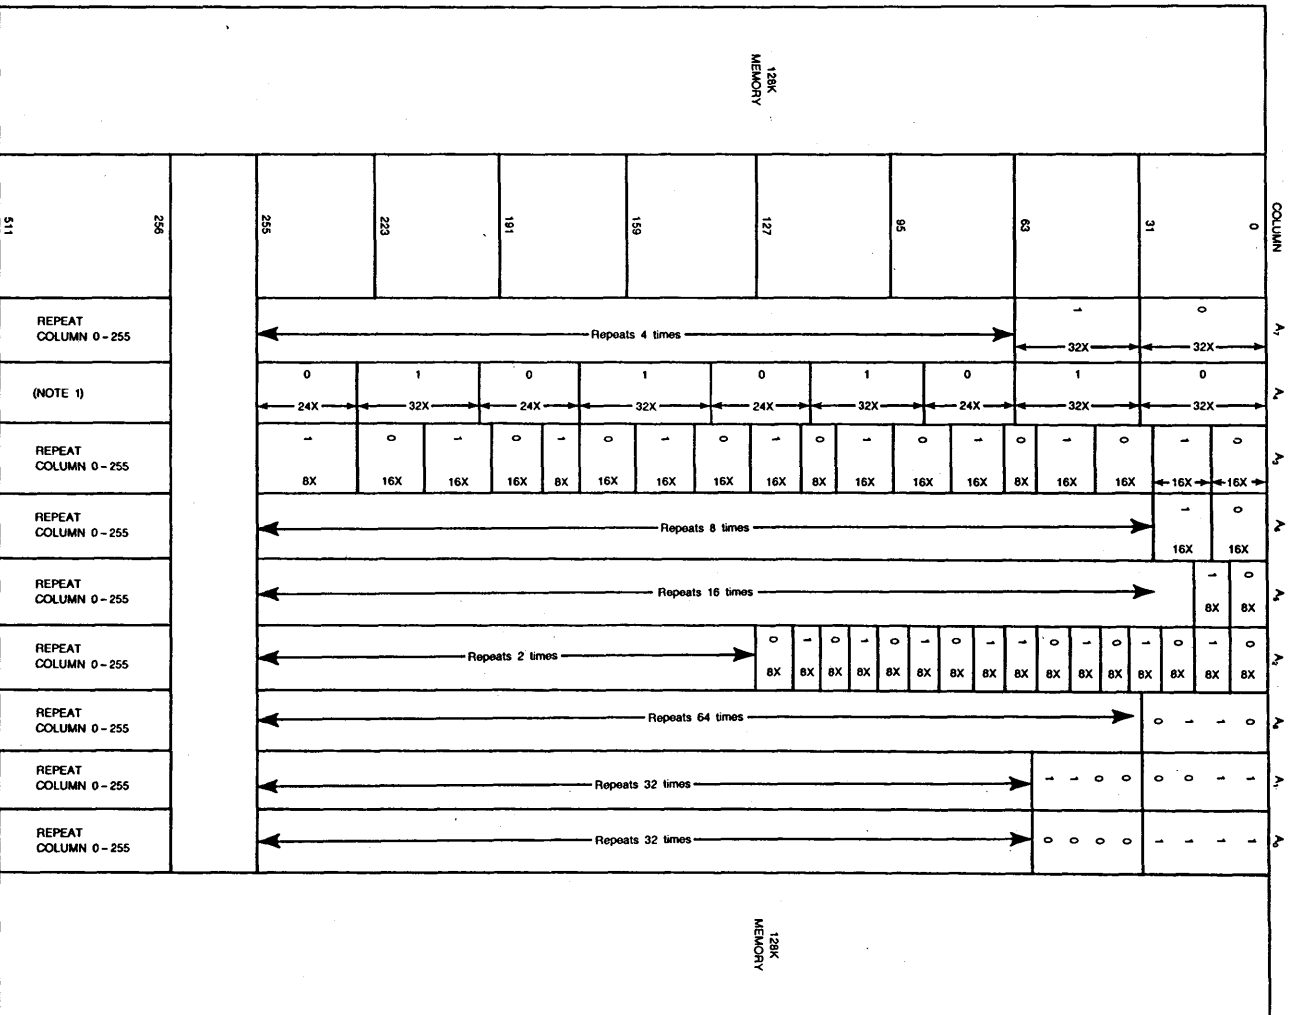 128K
MEMORY
511
256
255
223
191
159
127
95
63
31
0
COLUMN
REPEAT
COLUMN 0-255
Repeats 4 times
1
0
32X
32X
A7
(NOTE 1)
0 1 0 1 0 1 0 1 0
24X 32X 24X 32X 24X 32X 24X 32X 32X
REPEAT
COLUMN 0-255
1 0 1 0 1 0 1 0 1 0 1 0 1 0 1 0 1 0
8X 16X 16X 16X 8X 16X 16X 16X 16X 8X 16X 16X 16X 8X 16X 16X 16X 16X
REPEAT
COLUMN 0-255
Repeats 8 times
1 0
16X 16X
REPEAT
COLUMN 0-255
Repeats 16 times
1 0
8X 8X
REPEAT
COLUMN 0-255
Repeats 2 times
0 1 0 1 0 1 0 1 1 0 1 0 1 0 1 0
8X 8X 8X 8X 8X 8X 8X 8X 8X 8X 8X 8X 8X 8X 8X 8X
A2
REPEAT
COLUMN 0-255
Repeats 64 times
0 1 1 0
REPEAT
COLUMN 0-255
Repeats 32 times
1 1 0 0 0 0 1 1
A1
REPEAT
COLUMN 0-255
Repeats 32 times
0 0 0 0 1 1 1 1
A0
128K
MEMORY